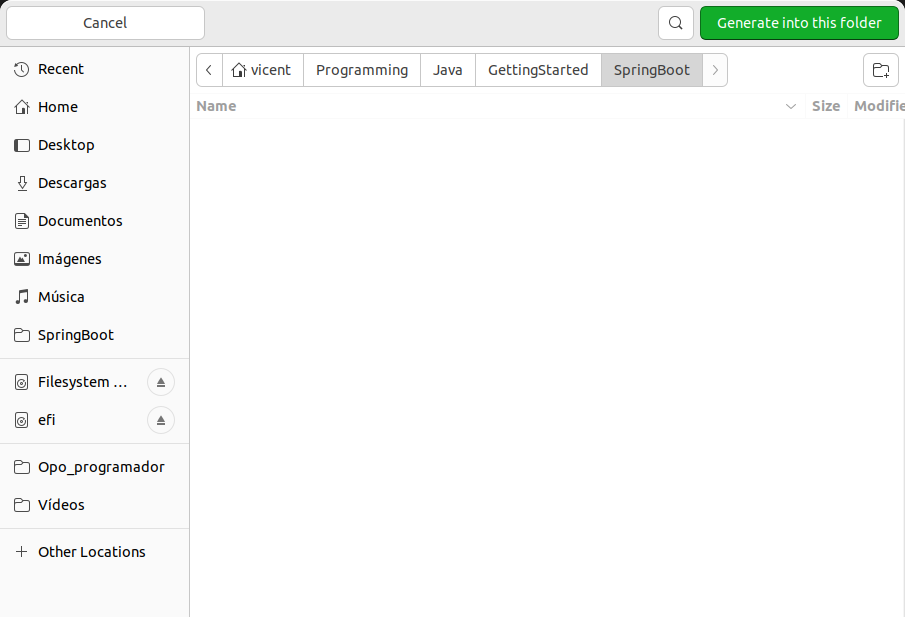 Cancel
Generate into this folder
Recent
Home
Desktop
Descargas
Documentos
Imágenes
Música
SpringBoot
Filesystem ...
efi
Opo_programador
Vídeos
Other Locations
vicent Programming Java GettingStarted SpringBoot
Name Size Modifie